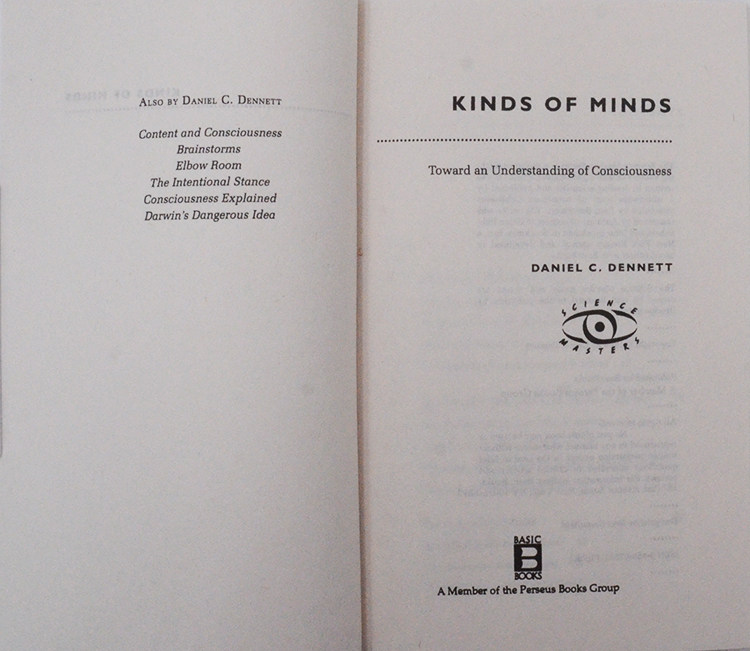 ALSO BY DANIEL C. DENNETT
Content and Consciousness
Brainstorms
Elbow Room
The Intentional Stance
Consciousness Explained
Darwin's Dangerous Idea
KINDS OF MINDS
Toward an Understanding of Consciousness
DANIEL C. DENNETT
SCIENCE
MASTERS
BASIC
B
BOOKS
A Member of the Perseus Books Group